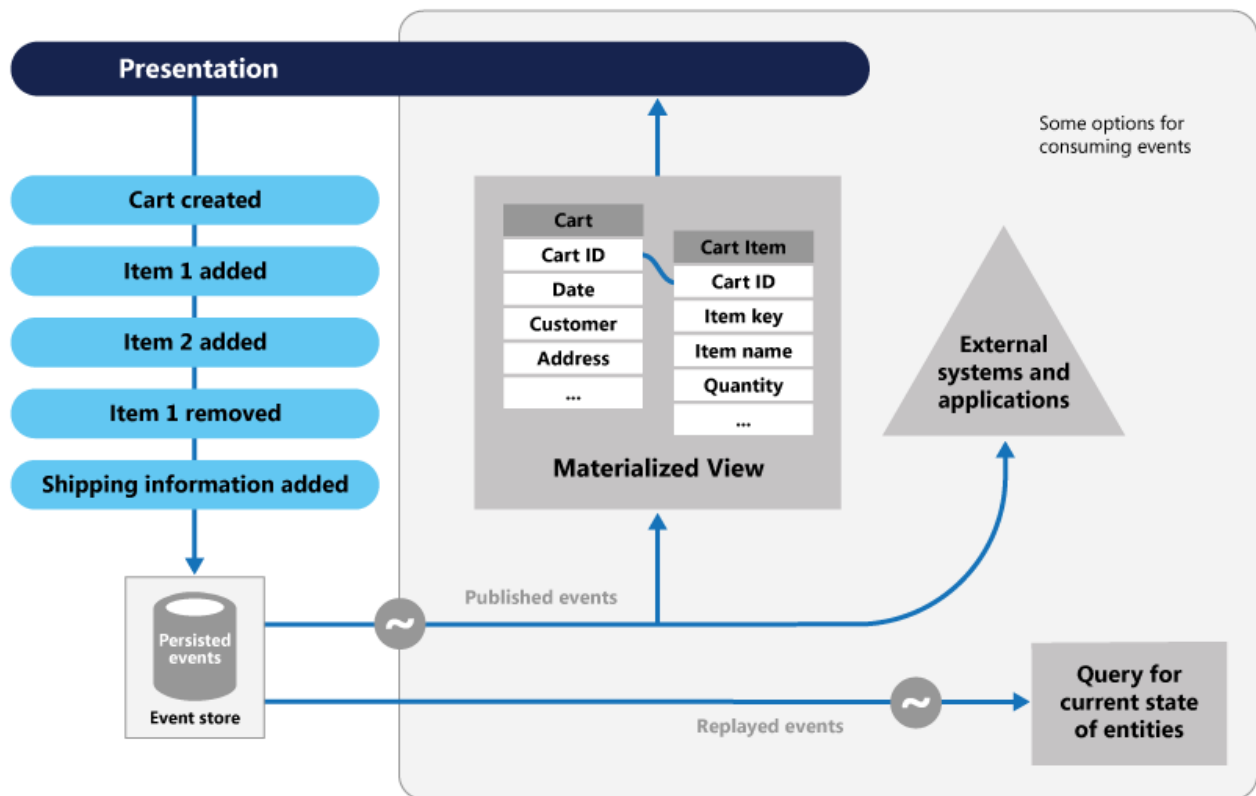 Presentation
Some options for
consuming events
Cart created
Item 1 added
Item 2 added
Item 1 removed
Shipping information added
Cart
Cart ID
Date
Customer
Address
...
Cart Item
Cart ID
Item key
Item name
Quantity
...
Materialized View
External
systems and
applications
Persisted
events
Event store
Published events
~
Replayed events
~
Query for
current state
of entities